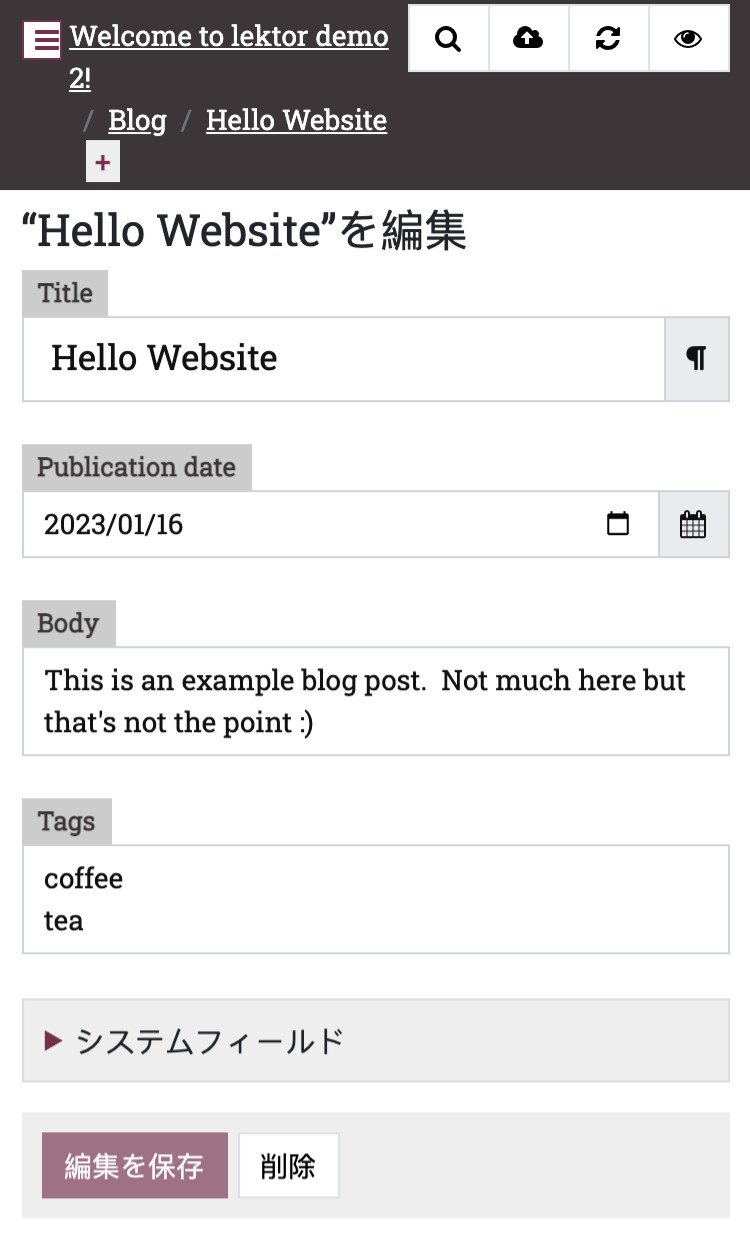 Welcome to lektor demo
2!
/ Blog / Hello Website
+
“Hello Website”を編集
Title
Hello Website
¶
Publication date
2023/01/16
Body
This is an example blog post.  Not much here but
that's not the point :)
Tags
coffee
tea
システムフィールド
編集を保存 削除